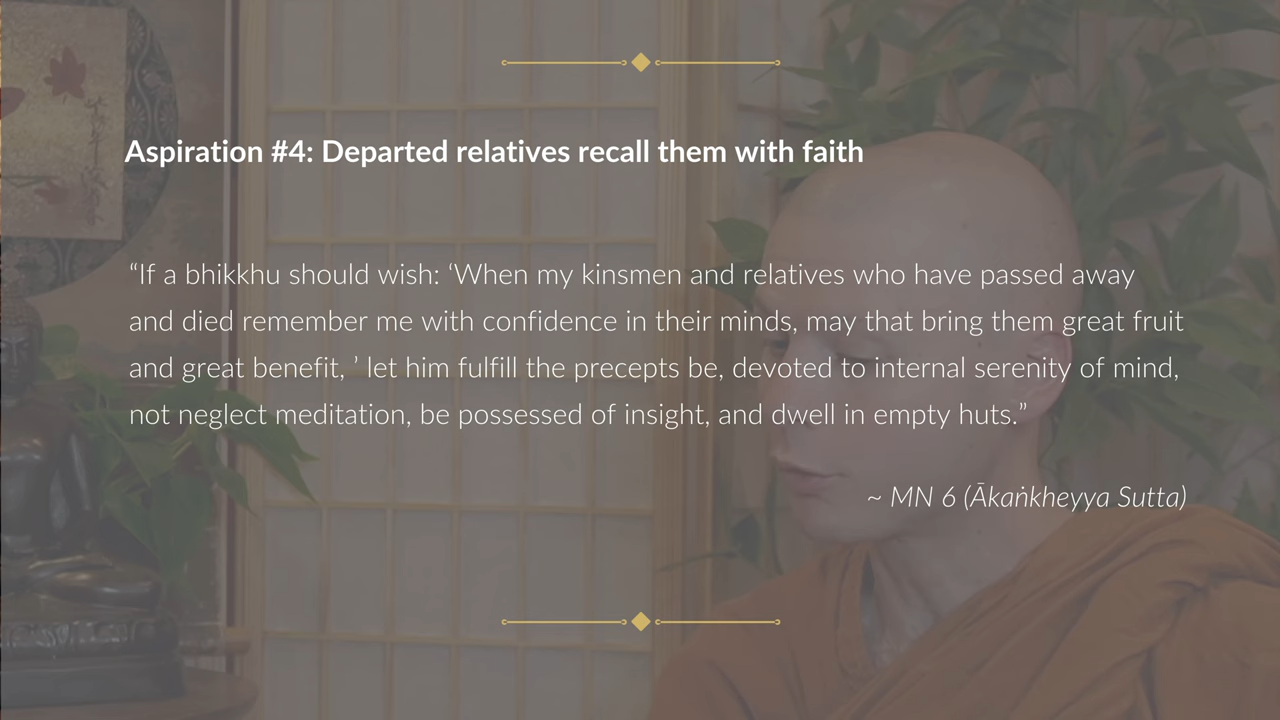 Aspiration #4: Departed relatives recall them with faith
“If a bhikkhu should wish: ‘When my kinsmen and relatives who have passed away
and died remember me with confidence in their minds, may that bring them great fruit
and great benefit, ’ let him fulfill the precepts be, devoted to internal serenity of mind,
not neglect meditation, be possessed of insight, and dwell in empty huts.”
~ MN 6 (Ākaṅkheyya Sutta)